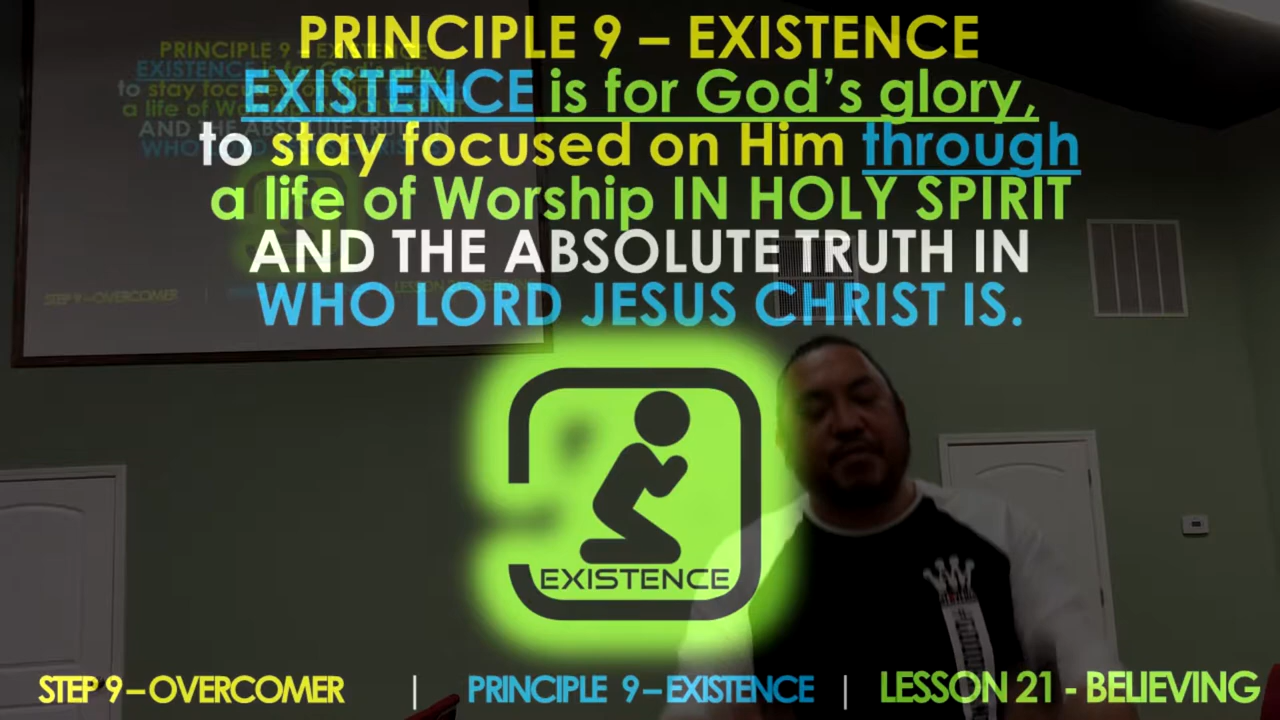 PRINCIPLE 9 – EXISTENCE
EXISTENCE is for God's glory,
to stay focused on Him through
a life of Worship IN HOLY SPIRIT
AND THE ABSOLUTE TRUTH IN
WHO LORD JESUS CHRIST IS.
EXISTENCE
STEP 9 – OVERCOMER | PRINCIPLE 9 – EXISTENCE | LESSON 21 - BELIEVING